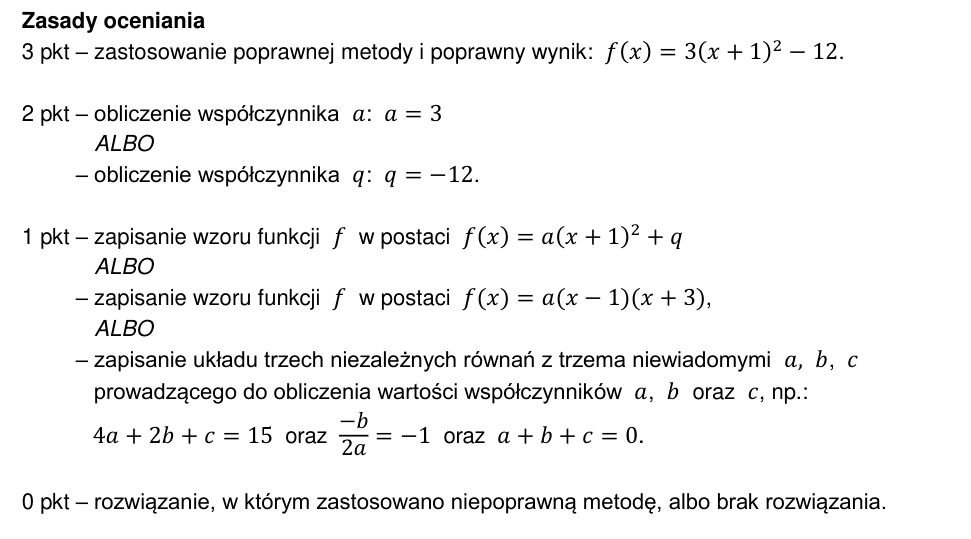 Zasady oceniania
3 pkt – zastosowanie poprawnej metody i poprawny wynik: f(x) = 3(x + 1)² − 12.
2 pkt – obliczenie współczynnika a: a = 3
ALBO
– obliczenie współczynnika q: q = −12.
1 pkt – zapisanie wzoru funkcji f w postaci f(x) = a(x + 1)² + q
ALBO
– zapisanie wzoru funkcji f w postaci f(x) = a(x − 1)(x + 3),
ALBO
– zapisanie układu trzech niezależnych równań z trzema niewiadomymi a, b, c
prowadzącego do obliczenia wartości współczynników a, b oraz c, np.:
4a + 2b + c = 15 oraz −b/2a = −1 oraz a + b + c = 0.
0 pkt – rozwiązanie, w którym zastosowano niepoprawną metodę, albo brak rozwiązania.